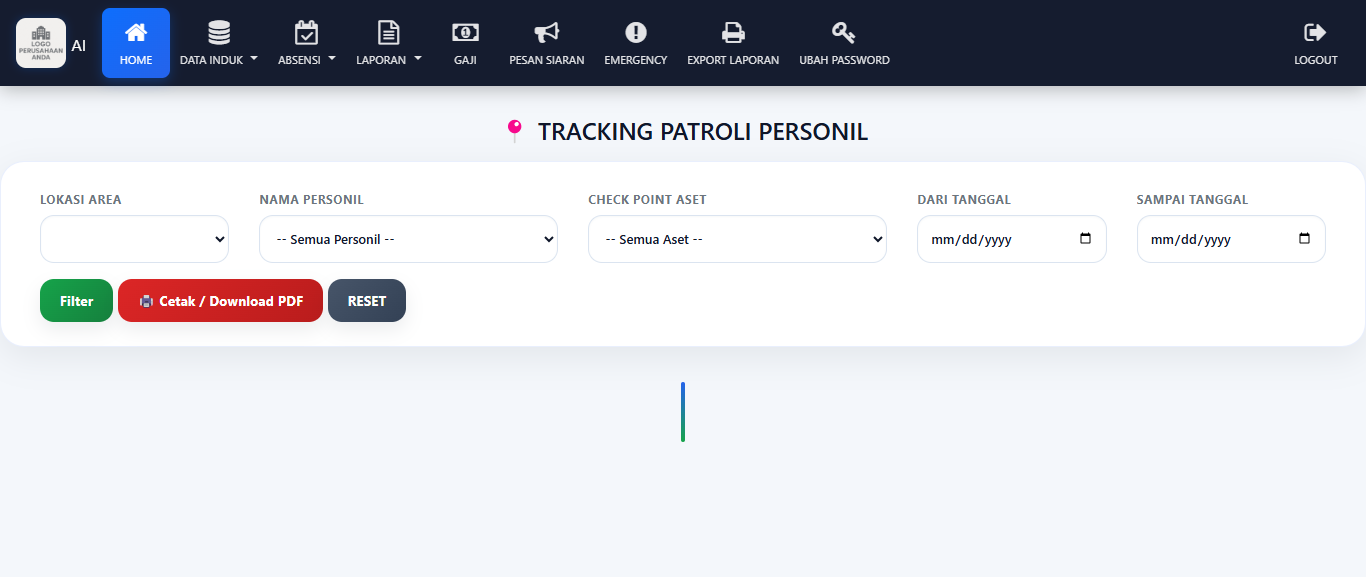 LOGO
PERUSAHAAN
ANDA
AI
HOME
DATA INDUK
ABSENSI
LAPORAN
GAJI
PESAN SIARAN
EMERGENCY
EXPORT LAPORAN
UBAH PASSWORD
LOGOUT
TRACKING PATROLI PERSONIL
LOKASI AREA
NAMA PERSONIL
CHECK POINT ASET
DARI TANGGAL
SAMPAI TANGGAL
-- Semua Personil --
-- Semua Aset --
mm/dd/yyyy
mm/dd/yyyy
Filter
Cetak / Download PDF
RESET